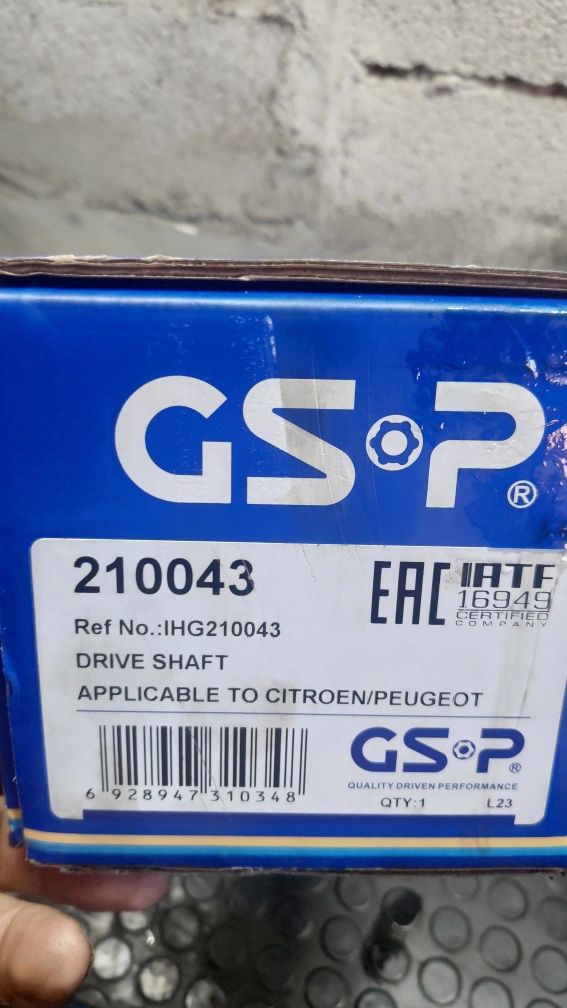 GSP®
210043
EAC
IATF
16949
CERTIFIED
COMPANY
Ref No.:IHG210043
DRIVE SHAFT
APPLICABLE TO CITROEN/PEUGEOT
6 928947 310348
GSP®
QUALITY DRIVEN PERFORMANCE
QTY:1 L23